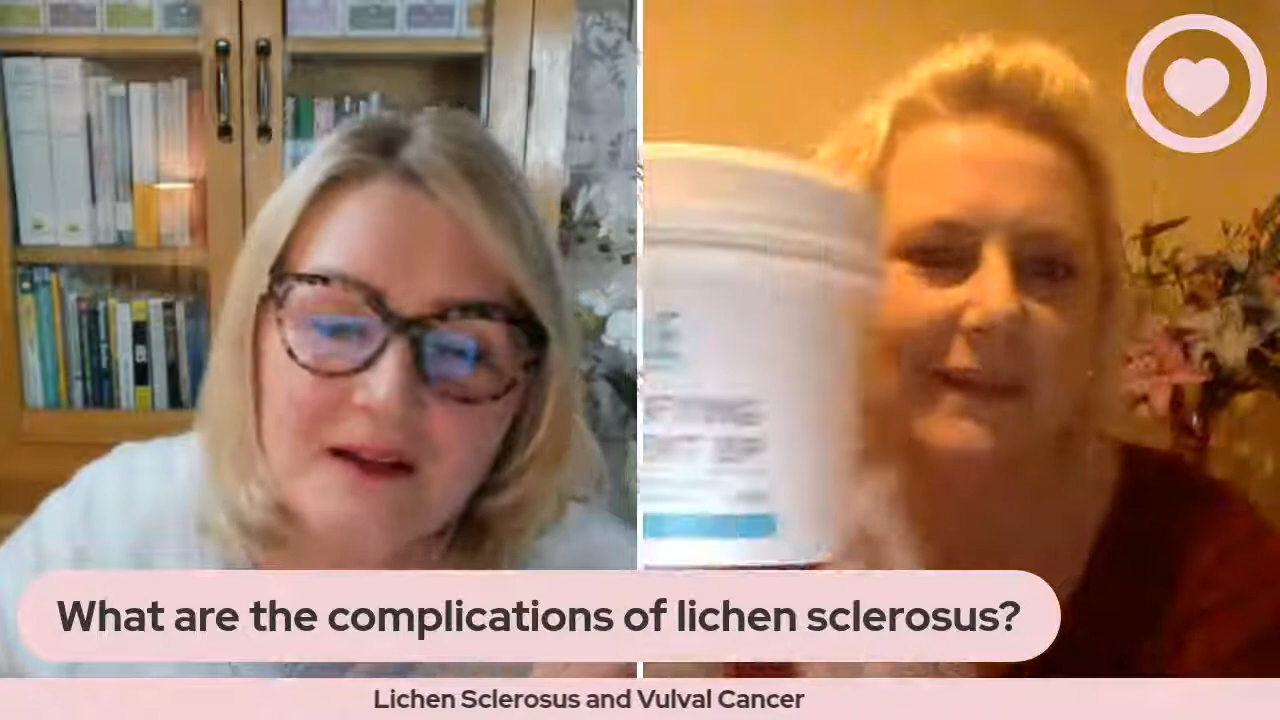 What are the complications of lichen sclerosus?
Lichen Sclerosus and Vulval Cancer